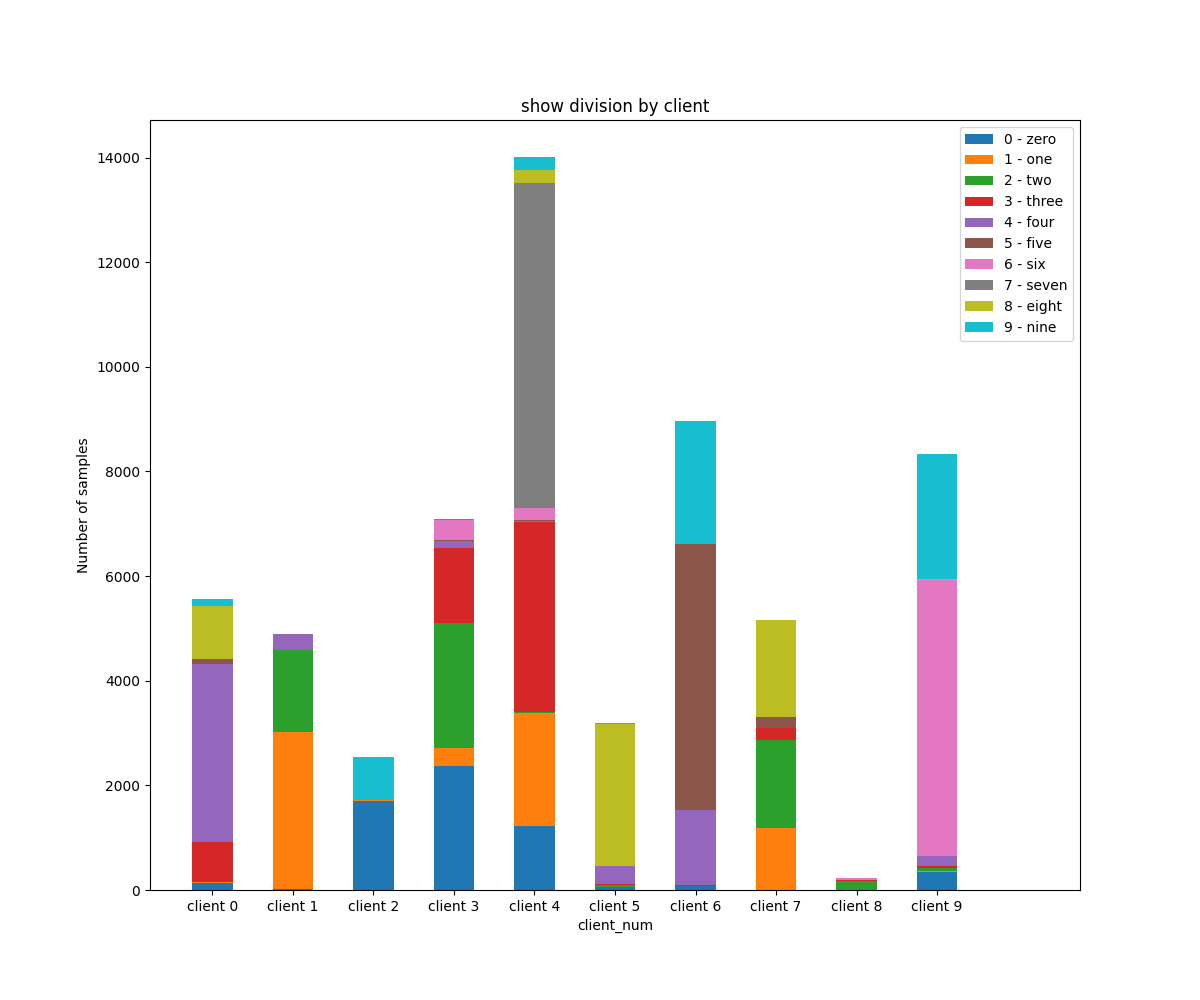 show division by client
14000
12000
10000
8000
6000
4000
2000
0
Number of samples
0 - zero
1 - one
2 - two
3 - three
4 - four
5 - five
6 - six
7 - seven
8 - eight
9 - nine
client 0 client 1 client 2 client 3 client 4 client 5 client 6 client 7 client 8 client 9
client_num